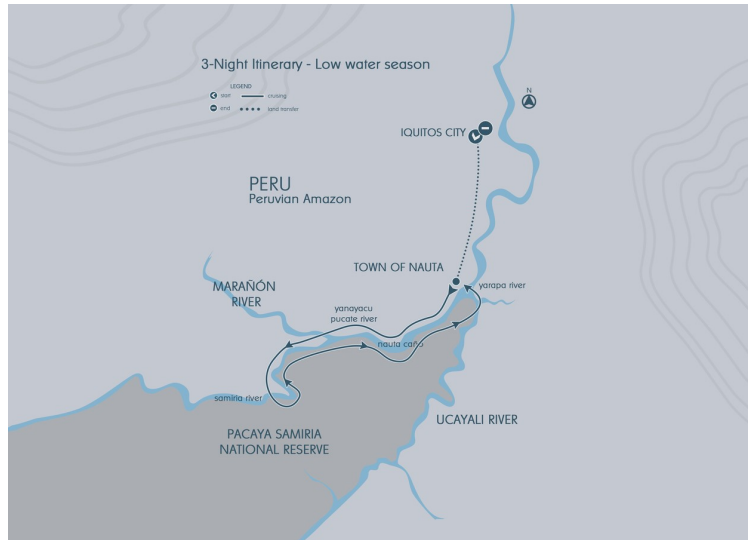 3-Night Itinerary - Low water season
LEGEND
start
cruising
end
land transfer
N
IQUITOS CITY
PERU
Peruvian Amazon
TOWN OF NAUTA
yarapa river
MARAÑÓN
RIVER
yanayacu
pucate river
nauta caño
samiria river
UCAYALI RIVER
PACAYA SAMIRIA
NATIONAL RESERVE